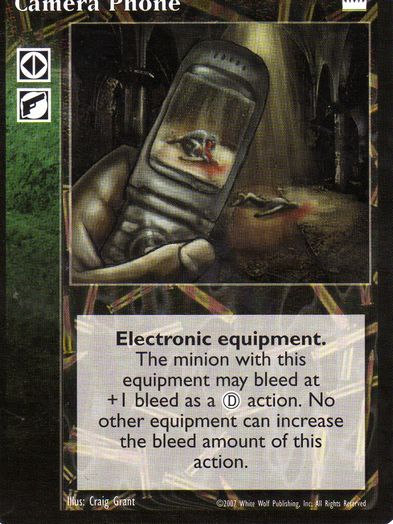 Camera Phone
Electronic equipment.
The minion with this
equipment may bleed at
+1 bleed as a Ⓓ action. No
other equipment can increase
the bleed amount of this
action.
Illus: Craig Grant
©2007 White Wolf Publishing, Inc. All Rights Reserved